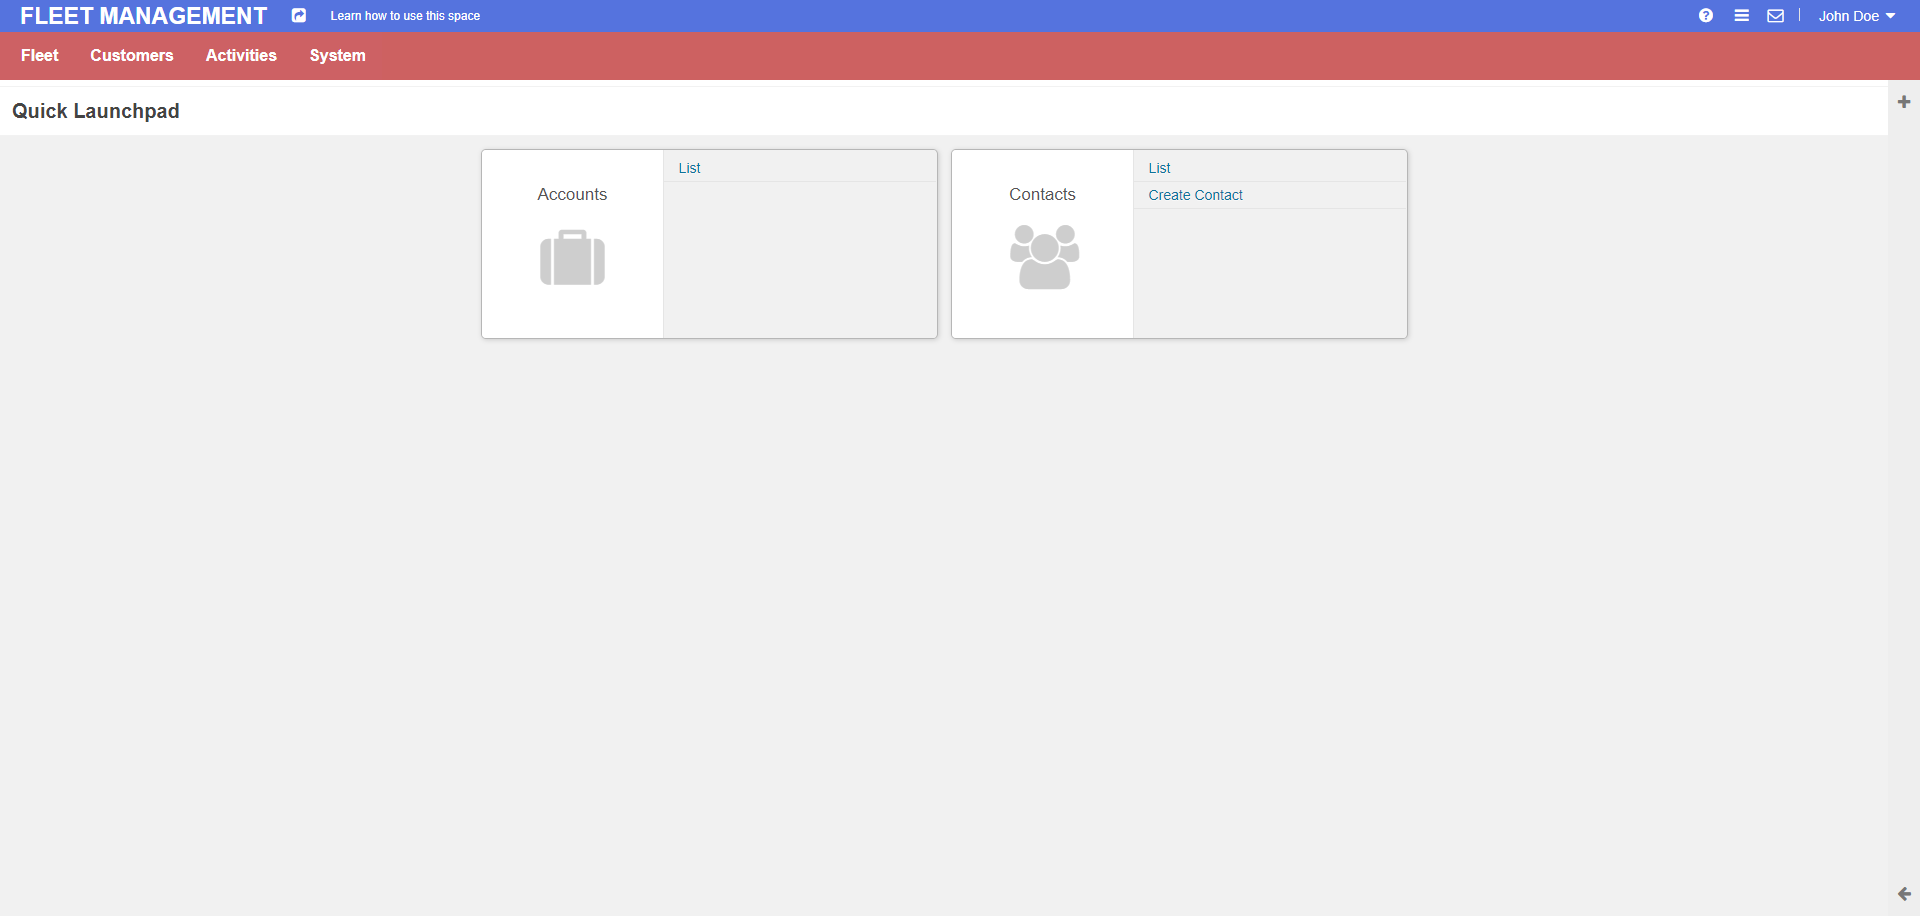 FLEET MANAGEMENT Learn how to use this space John Doe
Fleet Customers Activities System
Quick Launchpad
Accounts
List
Contacts
List
Create Contact